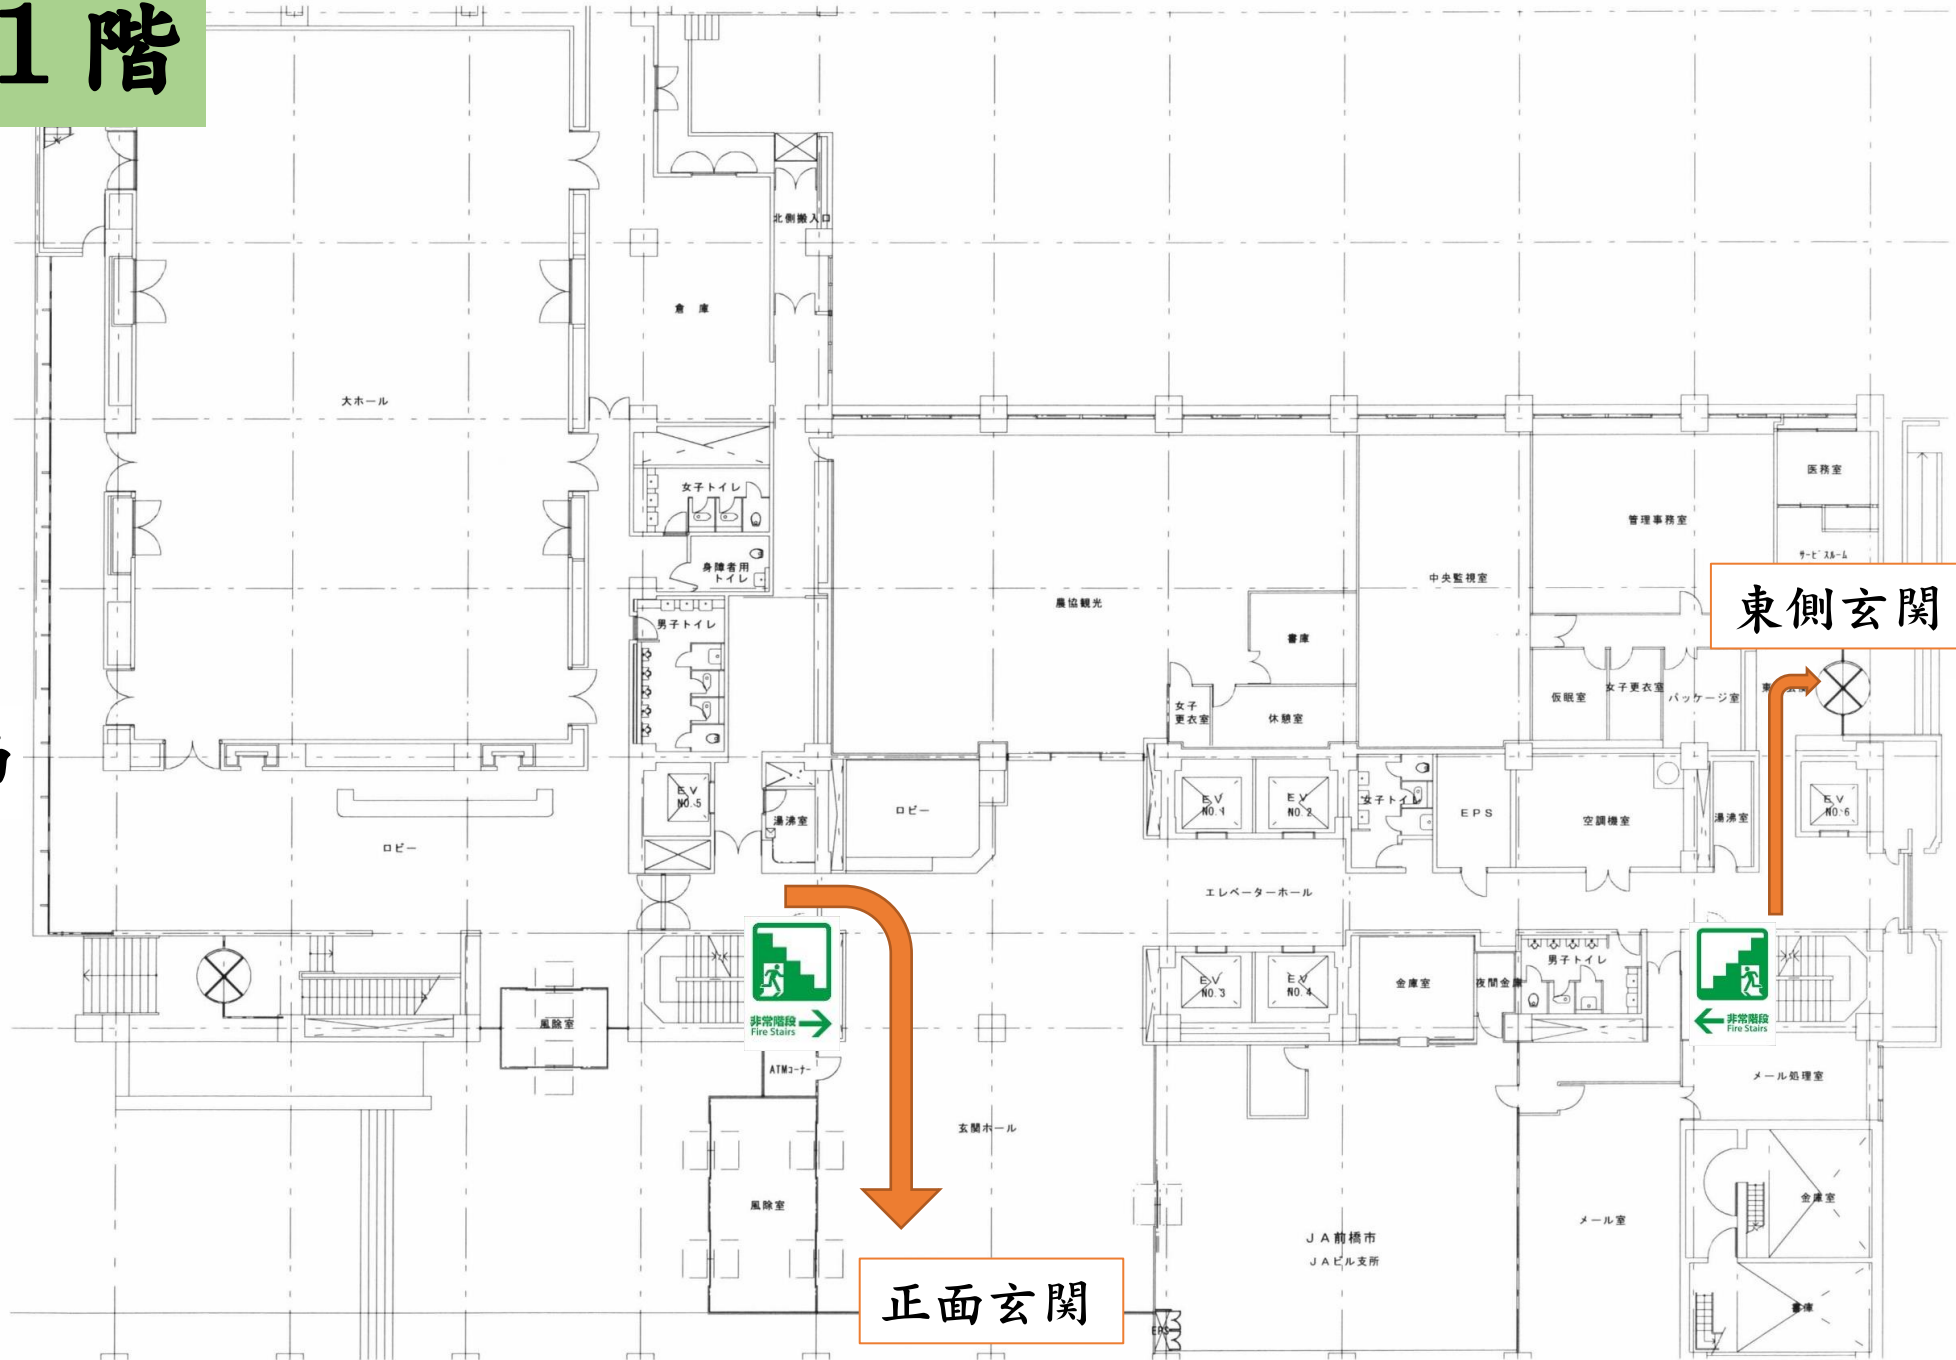 1階
北側搬入口
倉庫
大ホール
女子トイレ
医務室
管理事務室
サービスルーム
身障者用
トイレ
中央監視室
農協観光
東側玄関
男子トイレ
書庫
仮眠室
女子更衣室
パッケージ室
女子
更衣室
休憩室
EV
NO.5
湯沸室
ロビー
EV
NO.1
EV
NO.2
女子トイレ
EPS
空調機室
湯沸室
EV
NO.6
ロビー
エレベーターホール
男子トイレ
EV
NO.3
EV
NO.4
金庫室
夜間金庫
非常階段
Fire Stairs
非常階段
Fire Stairs
風除室
ATMコーナー
メール処理室
玄関ホール
風除室
金庫室
メール室
JA前橋市
JAビル支所
正面玄関
書庫
EPS